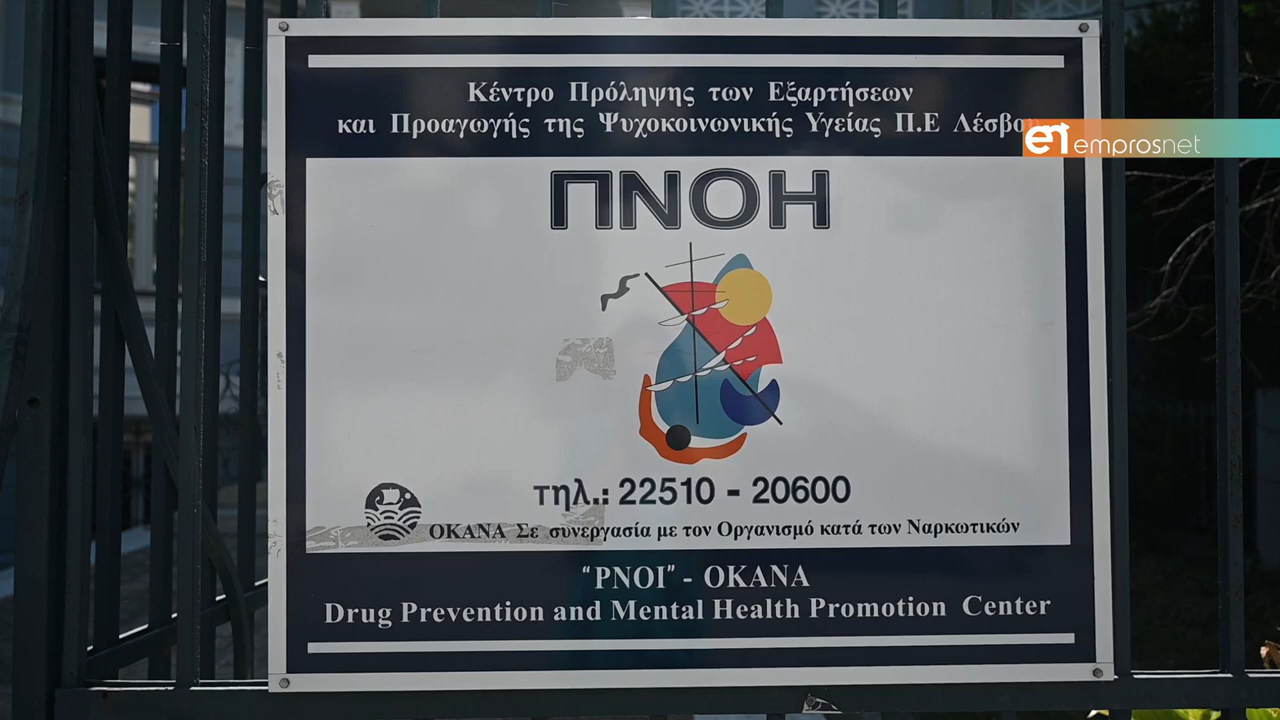 Κέντρο Πρόληψης των Εξαρτήσεων
και Προαγωγής της Ψυχοκοινωνικής Υγείας Π.Ε Λέσβου
emprosnet
ΠΝΟΗ
τηλ.: 22510 - 20600
ΟΚΑΝΑ Σε συνεργασία με τον Οργανισμό κατά των Ναρκωτικών
“PNOI” - OKANA
Drug Prevention and Mental Health Promotion Center